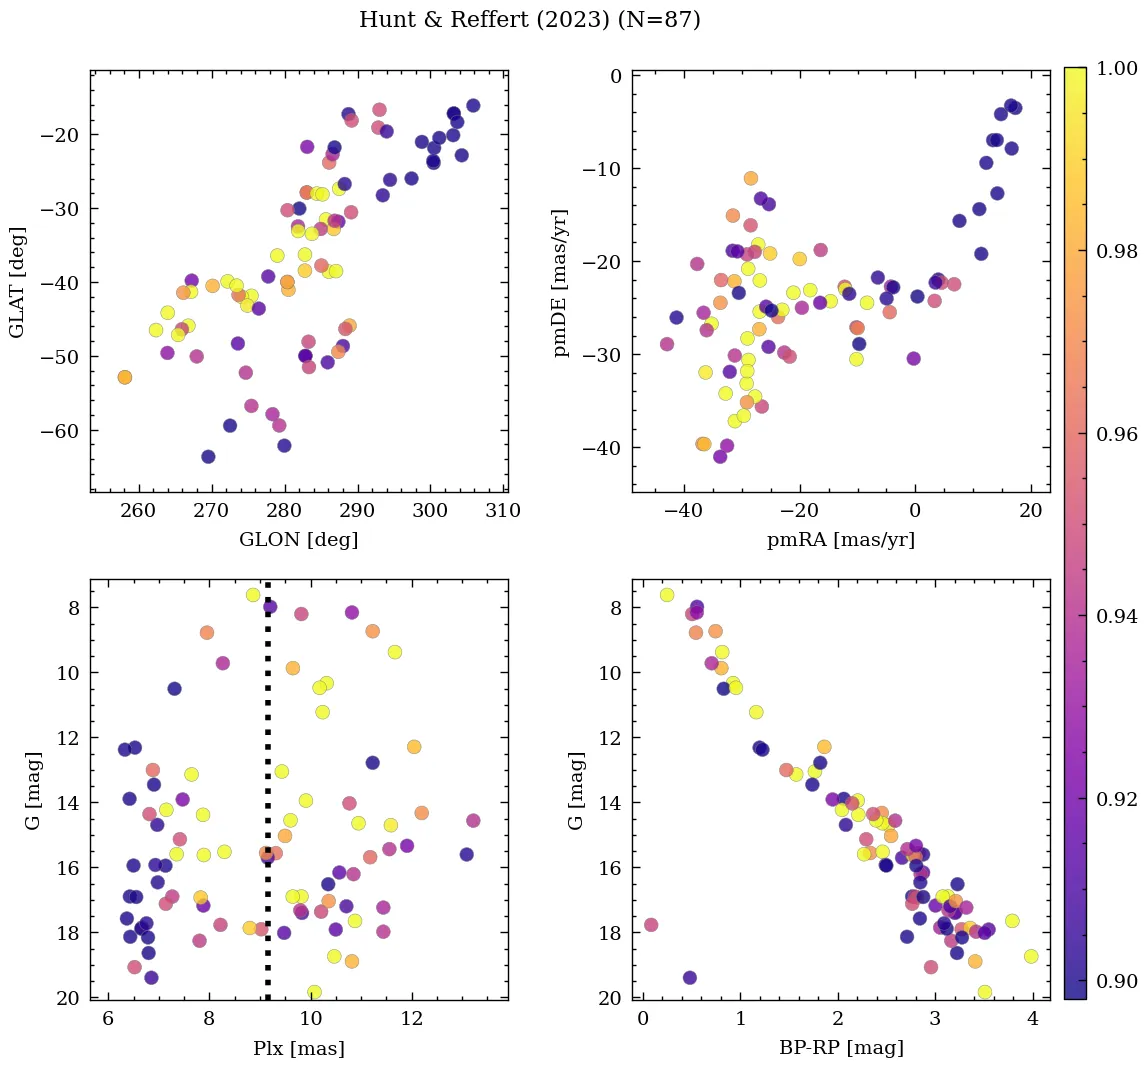 Hunt & Reffert (2023) (N=87)
−20
−30
−40
−50
−60
GLAT [deg]
260 270 280 290 300 310
GLON [deg]
0
−10
−20
−30
−40
pmDE [mas/yr]
−40 −20 0 20
pmRA [mas/yr]
1.00
0.98
0.96
0.94
0.92
0.90
8
10
12
14
16
18
20
G [mag]
6 8 10 12
Plx [mas]
8
10
12
14
16
18
20
G [mag]
0 1 2 3 4
BP-RP [mag]